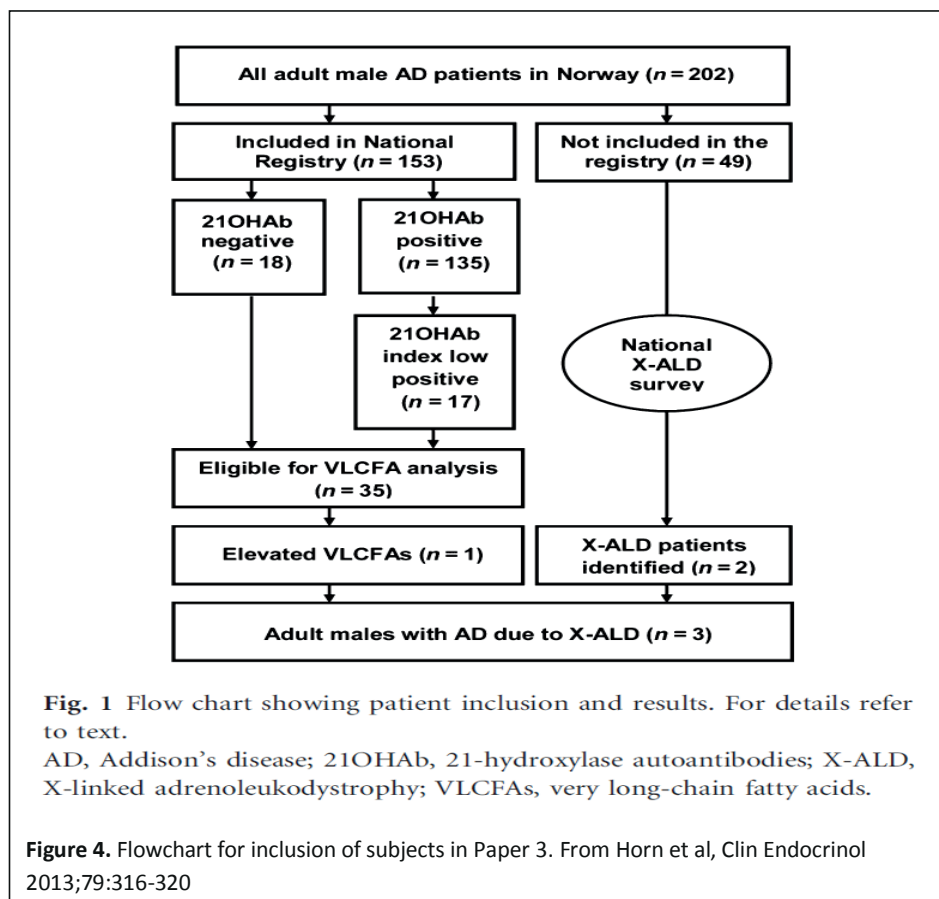 All adult male AD patients in Norway (n = 202)
Included in National
Registry (n = 153)
Not included in the
registry (n = 49)
21OHAb
negative
(n = 18)
21OHAb
positive
(n = 135)
21OHAb
index low
positive
(n = 17)
National
X-ALD
survey
Eligible for VLCFA analysis
(n = 35)
Elevated VLCFAs (n = 1)
X-ALD patients
identified (n = 2)
Adult males with AD due to X-ALD (n = 3)
Fig. 1 Flow chart showing patient inclusion and results. For details refer
to text.
AD, Addison's disease; 21OHAb, 21-hydroxylase autoantibodies; X-ALD,
X-linked adrenoleukodystrophy; VLCFAs, very long-chain fatty acids.
Figure 4. Flowchart for inclusion of subjects in Paper 3. From Horn et al, Clin Endocrinol
2013;79:316-320